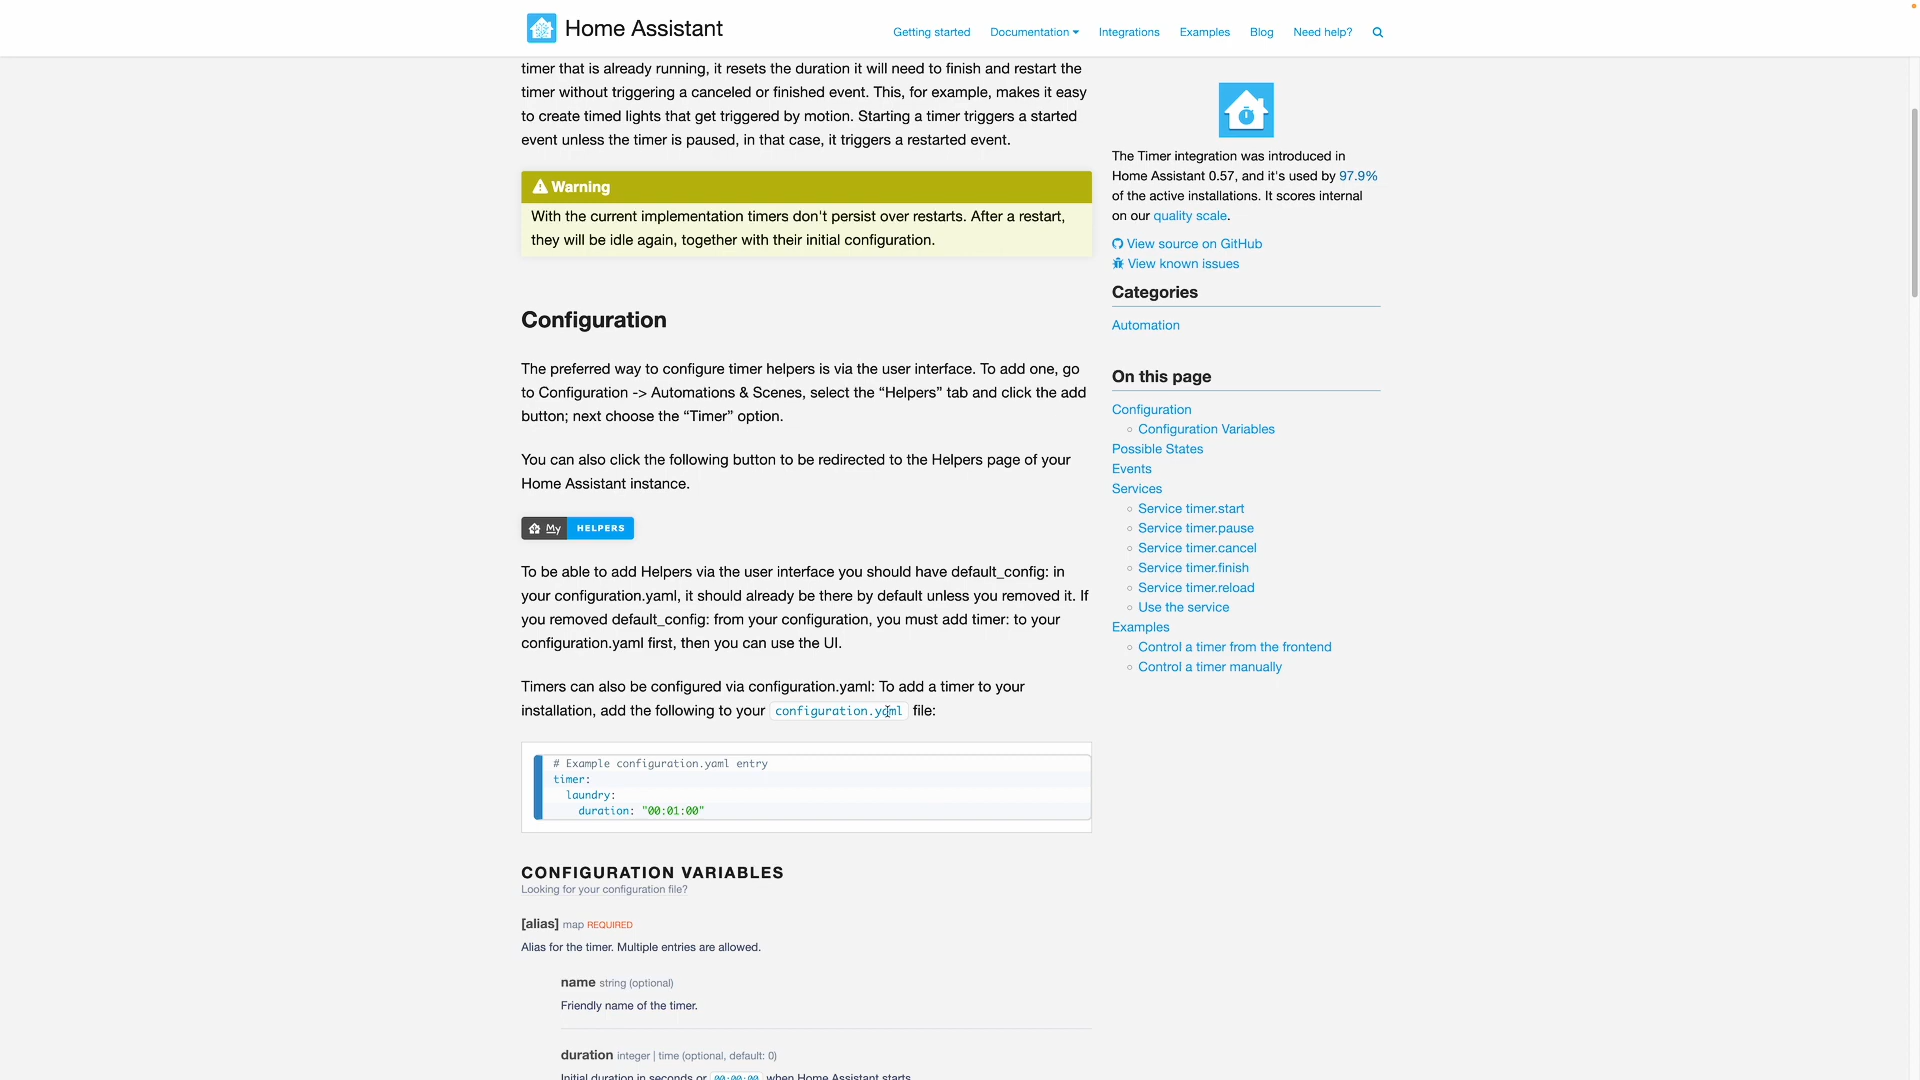 Home Assistant
Getting started
Documentation
Integrations
Examples
Blog
Need help?
timer that is already running, it resets the duration it will need to finish and restart the
timer without triggering a canceled or finished event. This, for example, makes it easy
to create timed lights that get triggered by motion. Starting a timer triggers a started
event unless the timer is paused, in that case, it triggers a restarted event.
Warning
With the current implementation timers don't persist over restarts. After a restart,
they will be idle again, together with their initial configuration.
Configuration
The preferred way to configure timer helpers is via the user interface. To add one, go
to Configuration -> Automations & Scenes, select the “Helpers” tab and click the add
button; next choose the “Timer” option.
You can also click the following button to be redirected to the Helpers page of your
Home Assistant instance.
My HELPERS
To be able to add Helpers via the user interface you should have default_config: in
your configuration.yaml, it should already be there by default unless you removed it. If
you removed default_config: from your configuration, you must add timer: to your
configuration.yaml first, then you can use the UI.
Timers can also be configured via configuration.yaml: To add a timer to your
installation, add the following to your configuration.yaml file:
# Example configuration.yaml entry
timer:
laundry:
duration: "00:01:00"
CONFIGURATION VARIABLES
Looking for your configuration file?
[alias] map REQUIRED
Alias for the timer. Multiple entries are allowed.
name string (optional)
Friendly name of the timer.
duration integer | time (optional, default: 0)
Initial duration in seconds or 00:00:00 when Home Assistant starts.
The Timer integration was introduced in
Home Assistant 0.57, and it's used by 97.9%
of the active installations. It scores internal
on our quality scale.
View source on GitHub
View known issues
Categories
Automation
On this page
Configuration
Configuration Variables
Possible States
Events
Services
Service timer.start
Service timer.pause
Service timer.cancel
Service timer.finish
Service timer.reload
Use the service
Examples
Control a timer from the frontend
Control a timer manually